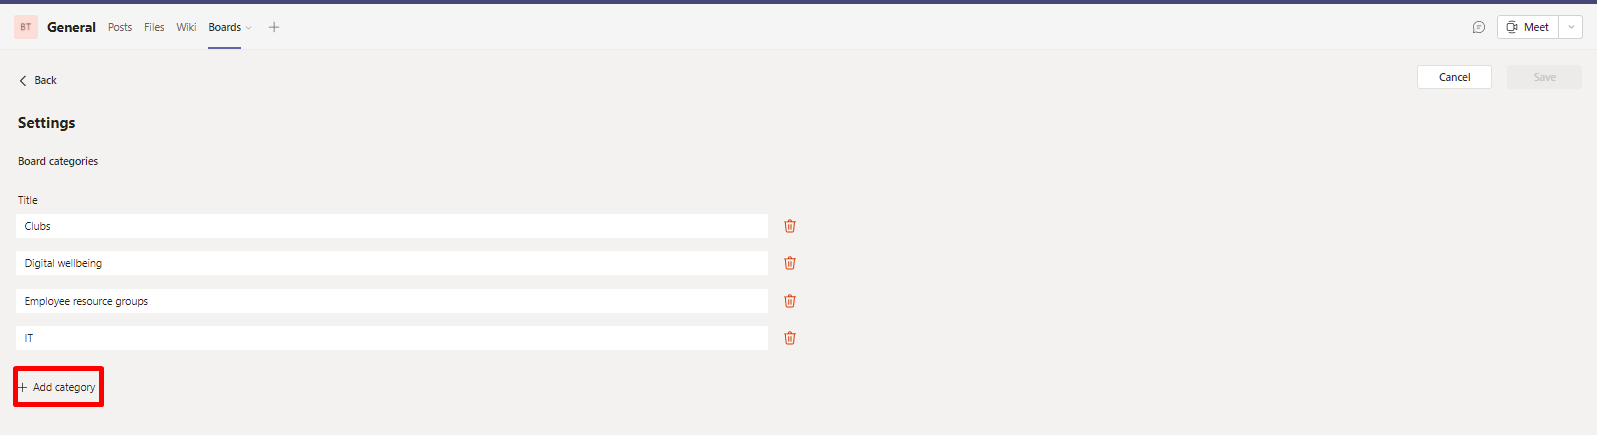 BT General Posts Files Wiki Boards Meet
Back Cancel Save
Settings
Board categories
Title
Clubs
Digital wellbeing
Employee resource groups
IT
+ Add category